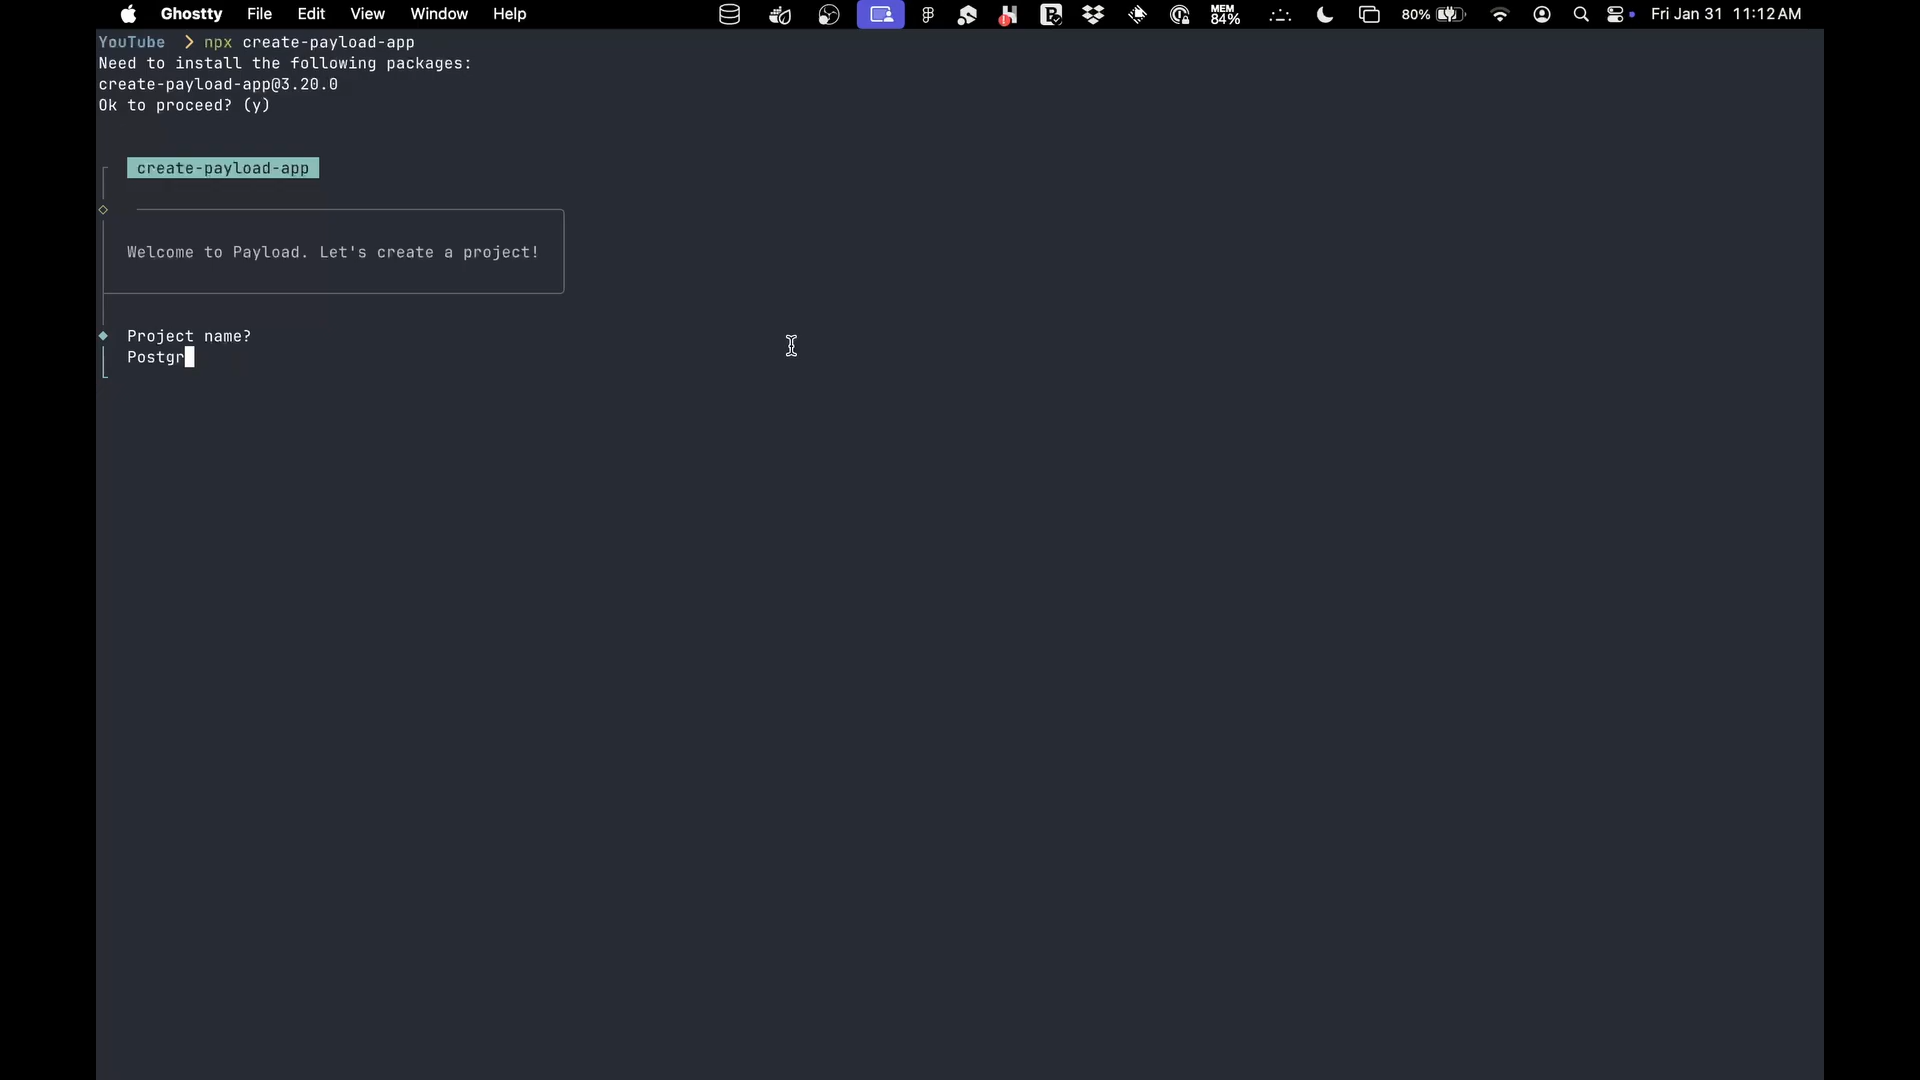 Ghostty File Edit View Window Help MEM 84% 80% Fri Jan 31 11:12 AM
YouTube > npx create-payload-app
Need to install the following packages:
create-payload-app@3.20.0
Ok to proceed? (y)
create-payload-app
Welcome to Payload. Let's create a project!
Project name?
Postgr